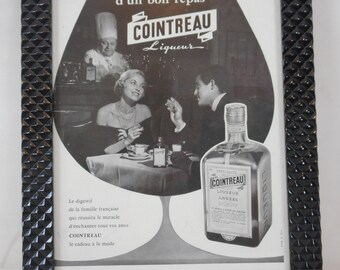 d'un bon repas
COINTREAU
Liqueur
COINTREAU
LIQUEUR
Le digestif
de la famille française
qui réussira le miracle
d'enchanter tous vos amis
COINTREAU
le cadeau à la mode